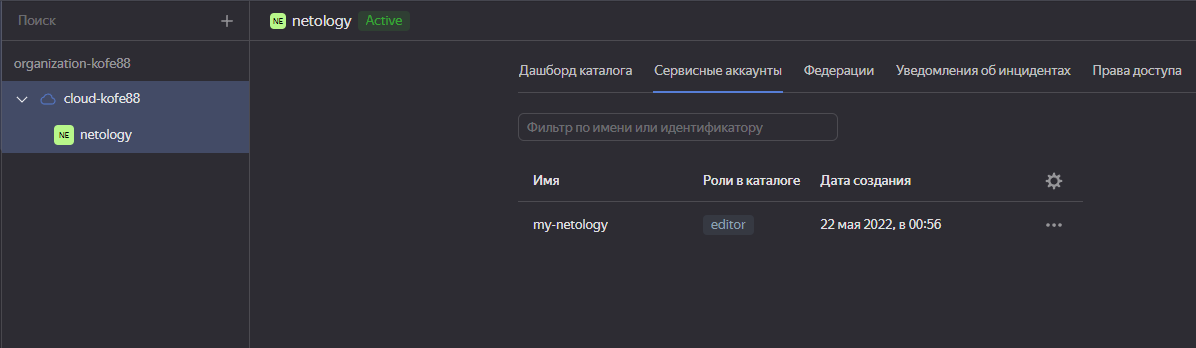 Поиск
organization-kofe88
cloud-kofe88
NE netology
NE netology Active
Дашборд каталога Сервисные аккаунты Федерации Уведомления об инцидентах Права доступа
Фильтр по имени или идентификатору
Имя Роли в каталоге Дата создания
my-netology editor 22 мая 2022, в 00:56